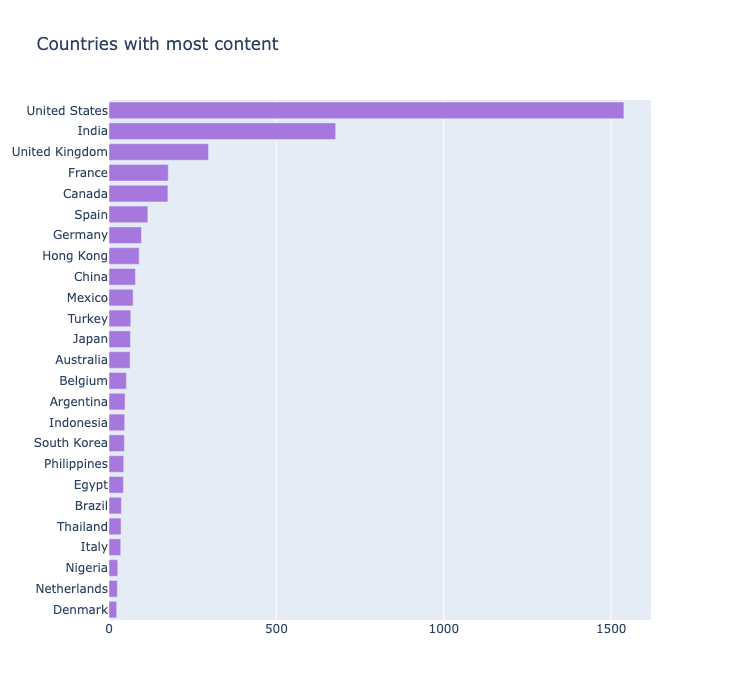 Countries with most content
United States
India
United Kingdom
France
Canada
Spain
Germany
Hong Kong
China
Mexico
Turkey
Japan
Australia
Belgium
Argentina
Indonesia
South Korea
Philippines
Egypt
Brazil
Thailand
Italy
Nigeria
Netherlands
Denmark
0 500 1000 1500